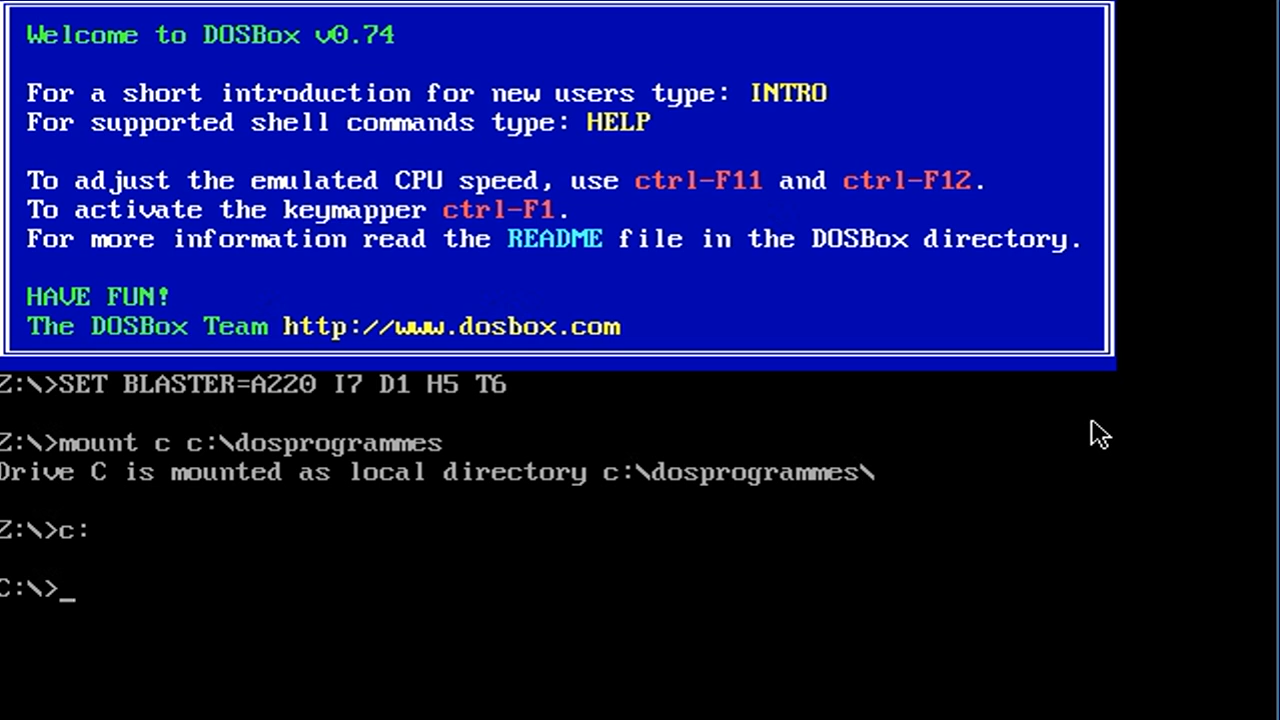 Welcome to DOSBox v0.74
For a short introduction for new users type: INTRO
For supported shell commands type: HELP
To adjust the emulated CPU speed, use ctrl-F11 and ctrl-F12.
To activate the keymapper ctrl-F1.
For more information read the README file in the DOSBox directory.
HAVE FUN!
The DOSBox Team http://www.dosbox.com
Z:\>SET BLASTER=A220 I7 D1 H5 T6
Z:\>mount c c:\dosprogrammes
Drive C is mounted as local directory c:\dosprogrammes\
Z:\>c:
C:\>_